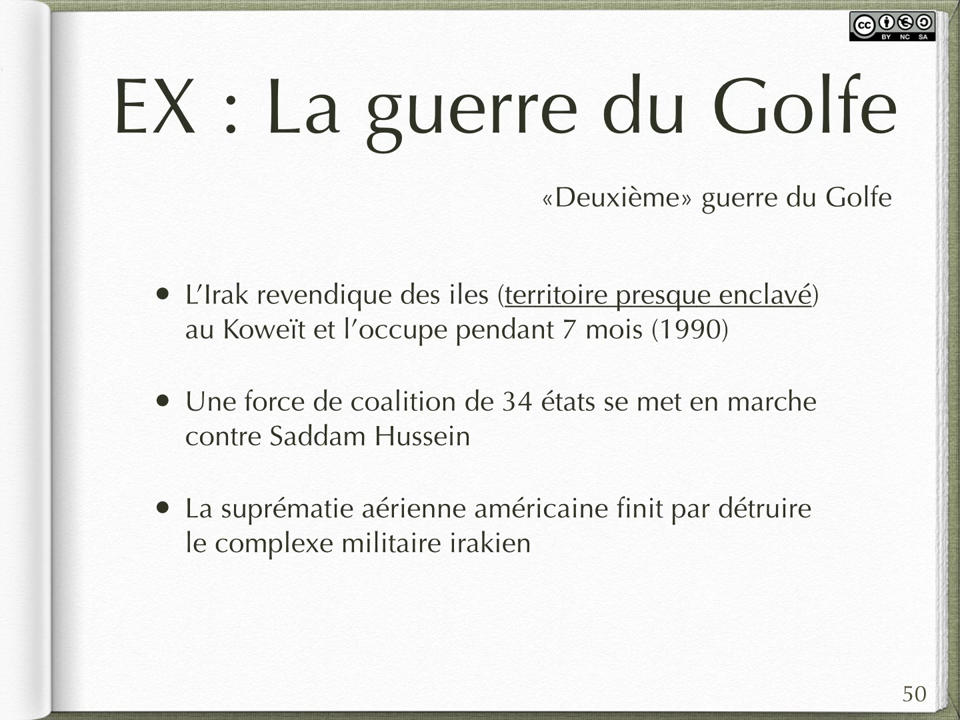 cc
BY NC SA
EX : La guerre du Golfe
«Deuxième» guerre du Golfe
• L’Irak revendique des iles (territoire presque enclavé)
au Koweït et l’occupe pendant 7 mois (1990)
• Une force de coalition de 34 états se met en marche
contre Saddam Hussein
• La suprématie aérienne américaine finit par détruire
le complexe militaire irakien
50